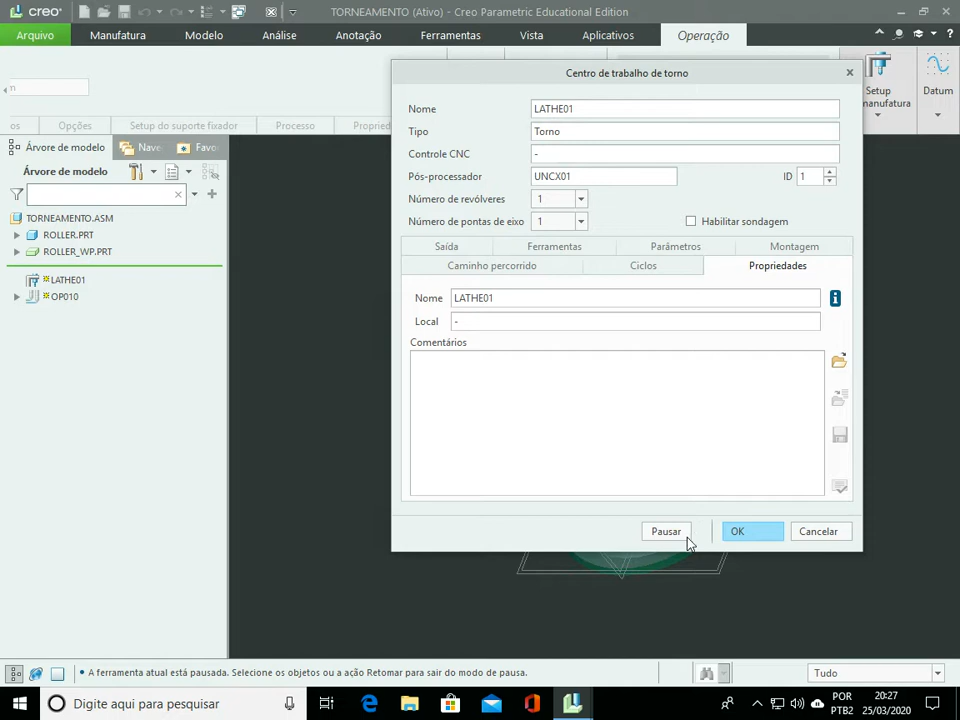 creo TORNEAMENTO (Ativo) - Creo Parametric Educational Edition
Arquivo Manufatura Modelo Análise Anotação Ferramentas Vista Aplicativos Operação
n
Setup
manufatura
Datum
os Opções Setup do suporte fixador Processo Propried
Árvore de modelo Nave Favo
Árvore de modelo
TORNEAMENTO.ASM
ROLLER.PRT
ROLLER_WP.PRT
LATHE01
OP010
Centro de trabalho de torno
Nome LATHE01
Tipo Torno
Controle CNC -
Pós-processador UNCX01 ID 1
Número de revólveres 1
Número de pontas de eixo 1 Habilitar sondagem
Saída Ferramentas Parâmetros Montagem
Caminho percorrido Ciclos Propriedades
Nome LATHE01
Local -
Comentários
Pausar OK Cancelar
• A ferramenta atual está pausada. Selecione os objetos ou a ação Retomar para sair do modo de pausa.
Tudo
Digite aqui para pesquisar
POR
PTB2
20:27
25/03/2020